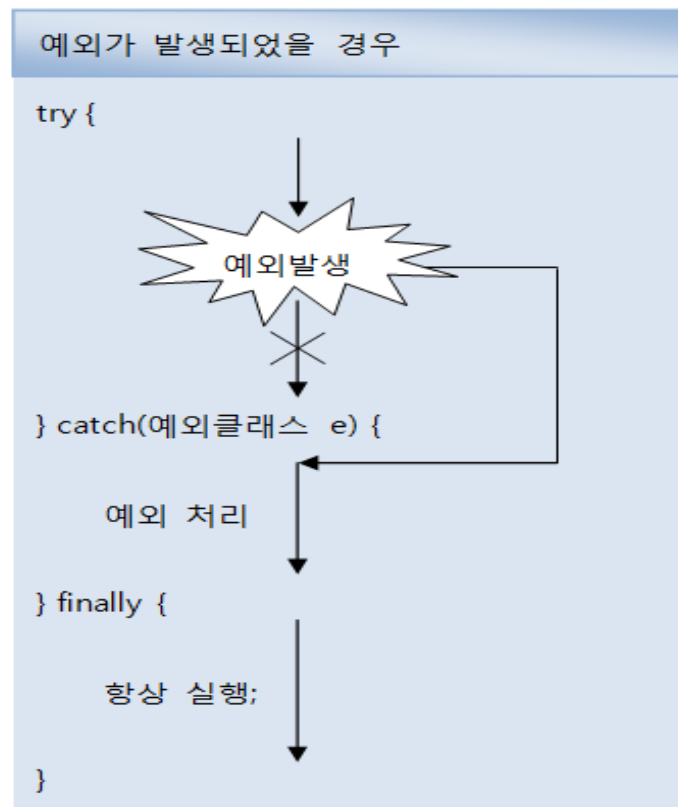 예외가 발생되었을 경우
try {
예외발생
} catch(예외클래스 e) {
예외 처리
} finally {
항상 실행;
}